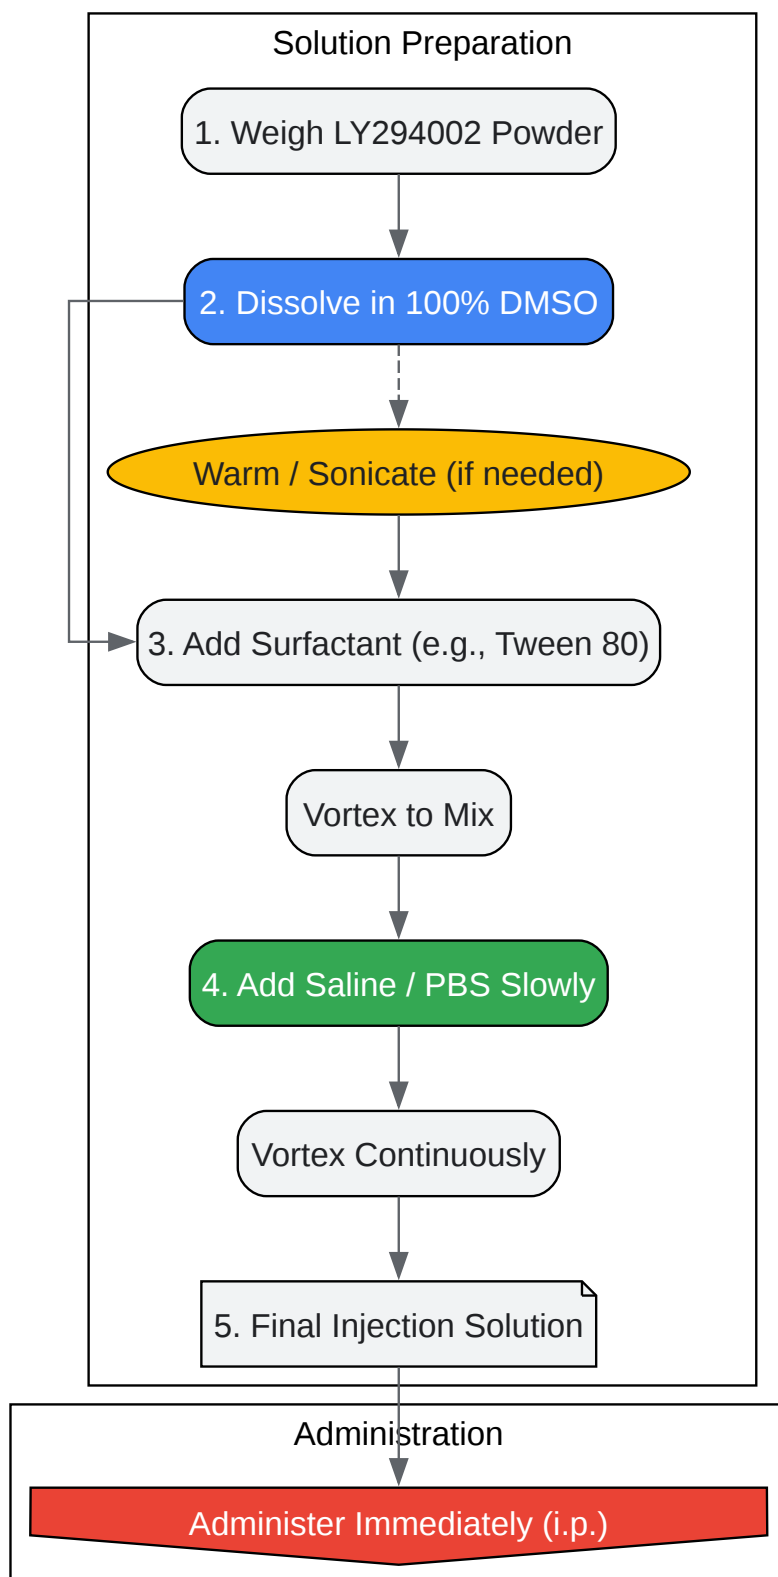 Solution Preparation
1. Weigh LY294002 Powder
2. Dissolve in 100% DMSO
Warm / Sonicate (if needed)
3. Add Surfactant (e.g., Tween 80)
Vortex to Mix
4. Add Saline / PBS Slowly
Vortex Continuously
5. Final Injection Solution
Administration
Administer Immediately (i.p.)